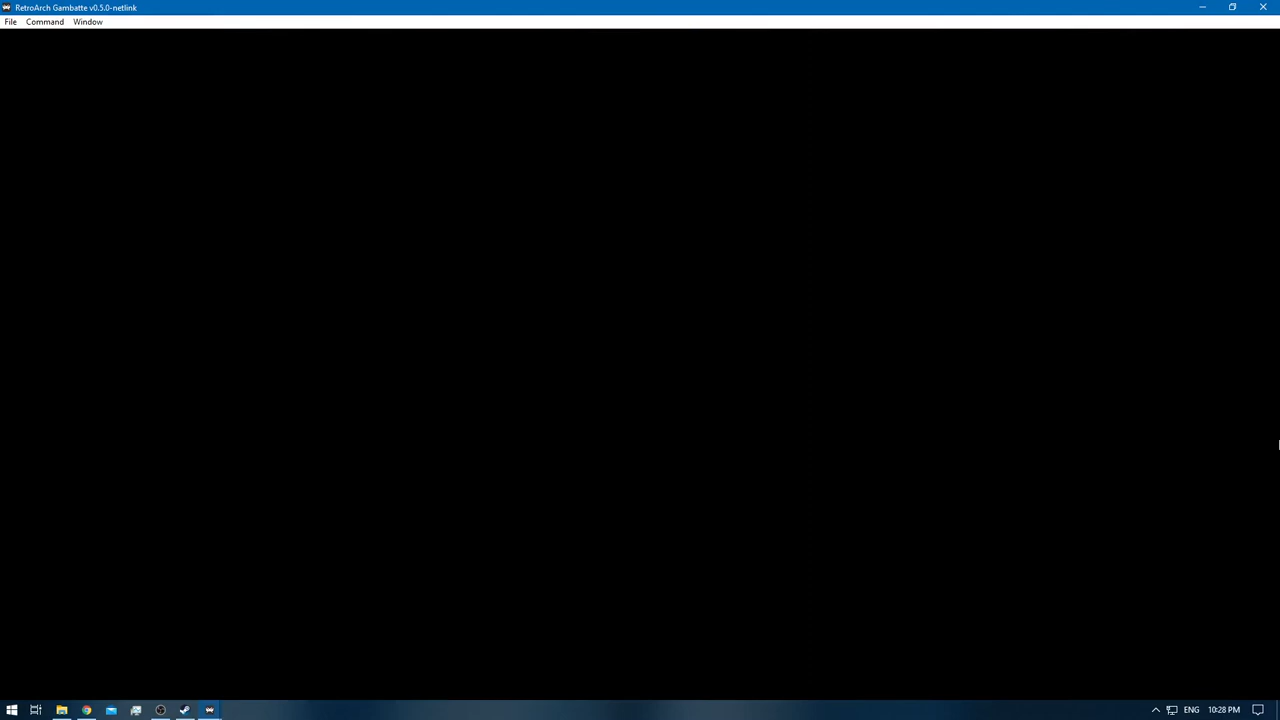 RetroArch Gambatte v0.5.0-netlink
File Command Window
ENG 10:28 PM